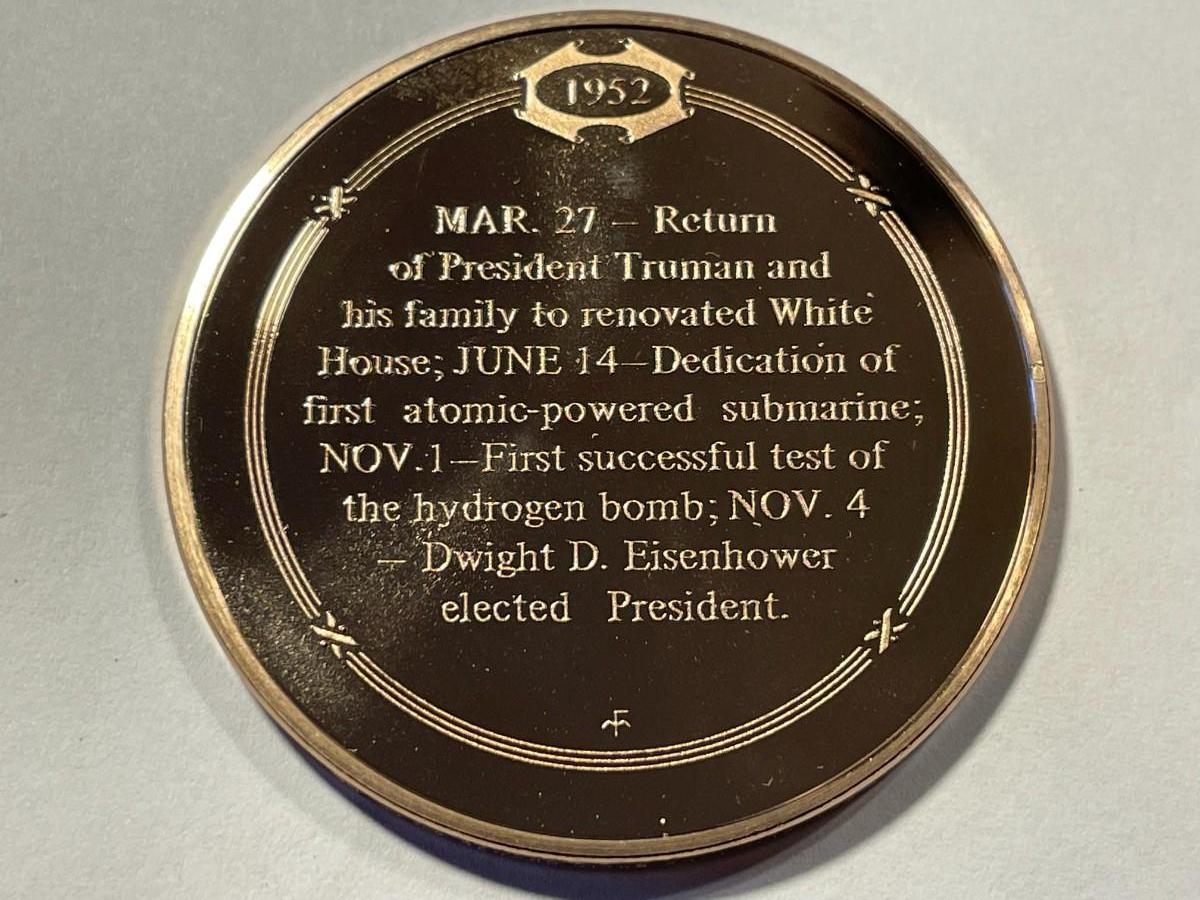 1952
MAR. 27 – Return
of President Truman and
his family to renovated White
House; JUNE 14–Dedication of
first atomic-powered submarine;
NOV.1–First successful test of
the hydrogen bomb; NOV. 4
– Dwight D. Eisenhower
elected President.